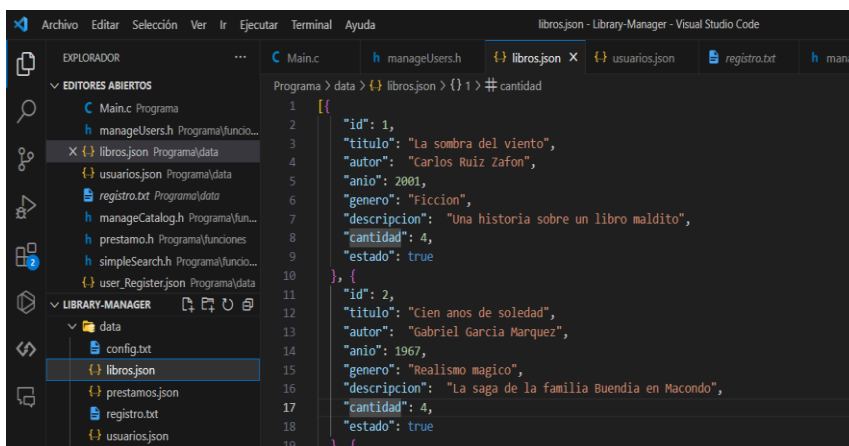 Archivo Editar Selección Ver Ir Ejecutar Terminal Ayuda libros.json - Library-Manager - Visual Studio Code
EXPLORADOR ...
C Main.c h manageUsers.h {..} libros.json X {..} usuarios.json registro.txt h man
EDITORES ABIERTOS
C Main.c Programa
h manageUsers.h Programa\funcio...
X {..} libros.json Programa\data
{..} usuarios.json Programa\data
registro.txt Programa\data
h manageCatalog.h Programa\fun...
h prestamo.h Programa\funciones
h simpleSearch.h Programa\funcio...
{..} user_Register.json Programa\data
2
LIBRARY-MANAGER
data
config.txt
{..} libros.json
{..} prestamos.json
registro.txt
{..} usuarios.json
Programa > data > {..} libros.json > {} 1 > # cantidad
1 [{
2 "id": 1,
3 "titulo": "La sombra del viento",
4 "autor": "Carlos Ruiz Zafon",
5 "anio": 2001,
6 "genero": "Ficcion",
7 "descripcion": "Una historia sobre un libro maldito",
8 "cantidad": 4,
9 "estado": true
10 }, {
11 "id": 2,
12 "titulo": "Cien anos de soledad",
13 "autor": "Gabriel Garcia Marquez",
14 "anio": 1967,
15 "genero": "Realismo magico",
16 "descripcion": "La saga de la familia Buendia en Macondo",
17 "cantidad": 4,
18 "estado": true
19 }, {